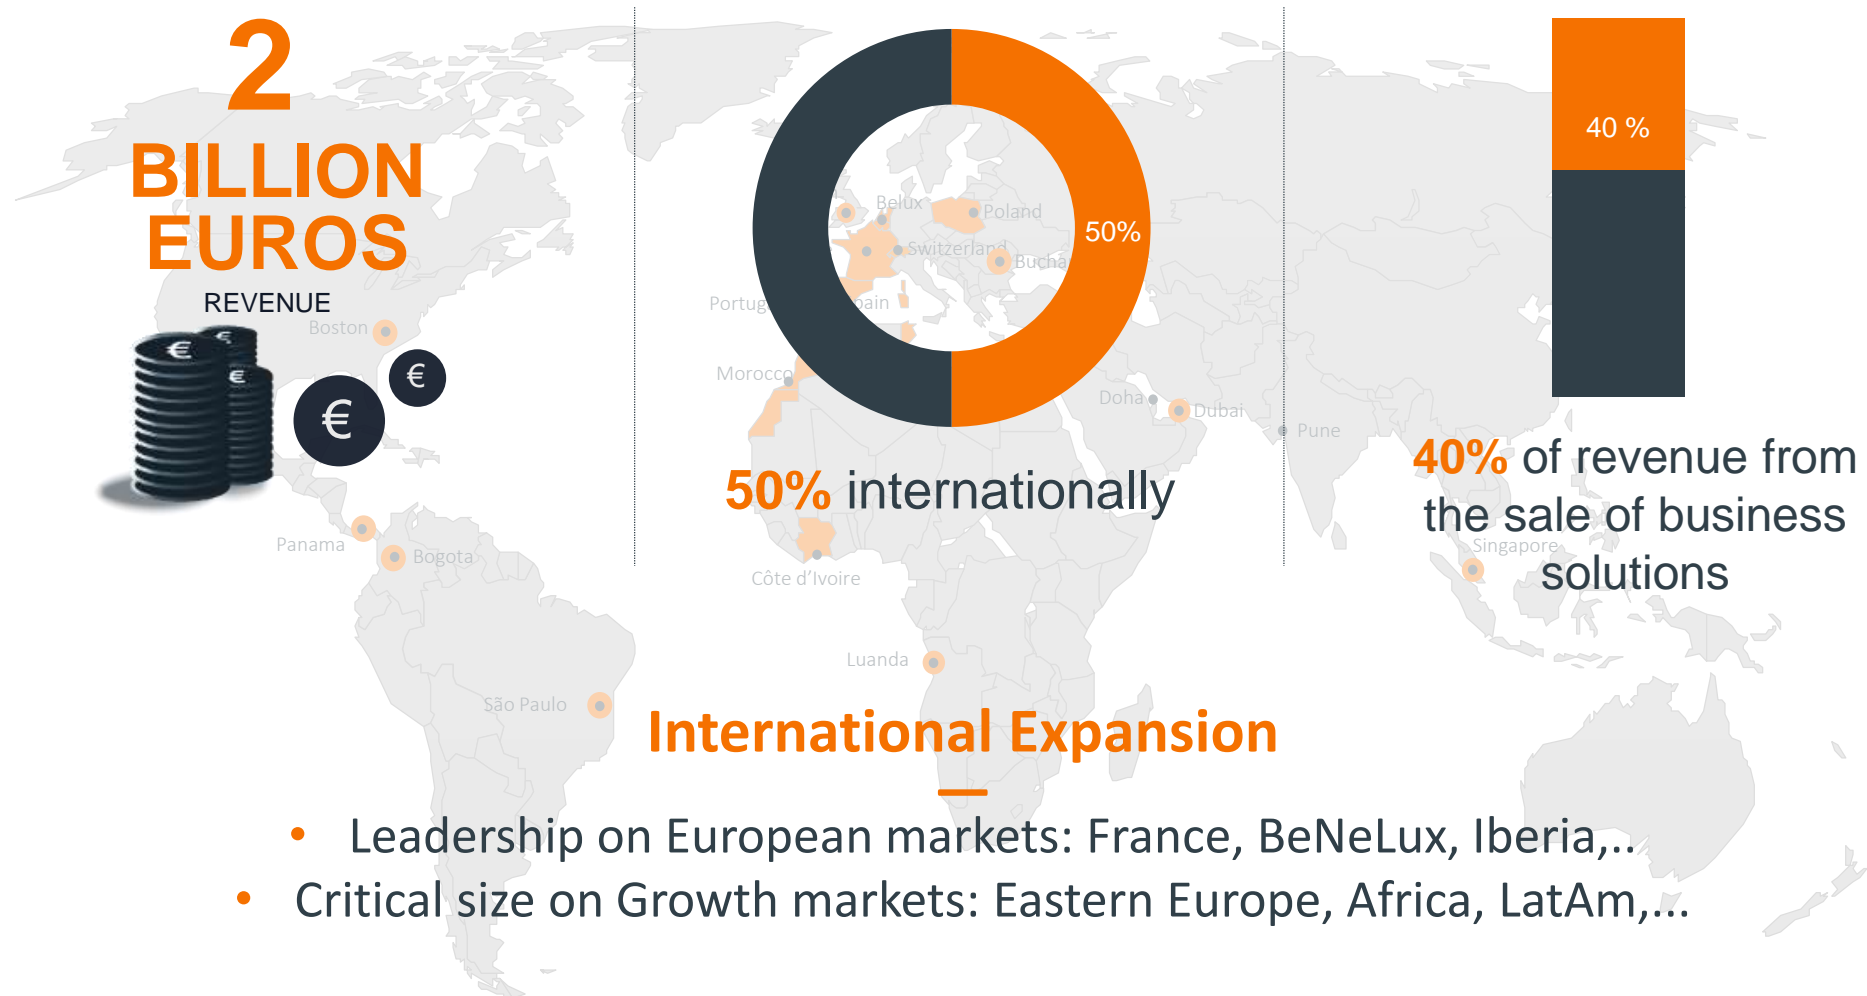 2
BILLION
EUROS
REVENUE
€
€
€
€
€
50%
50% internationally
40 %
40% of revenue from
the sale of business
solutions
Boston
Panama
Bogota
São Paulo
Belux
Poland
Switzerland
Morocco
Côte d’Ivoire
Luanda
Doha
Dubai
Pune
Singapore
International Expansion
• Leadership on European markets: France, BeNeLux, Iberia,..
• Critical size on Growth markets: Eastern Europe, Africa, LatAm,...